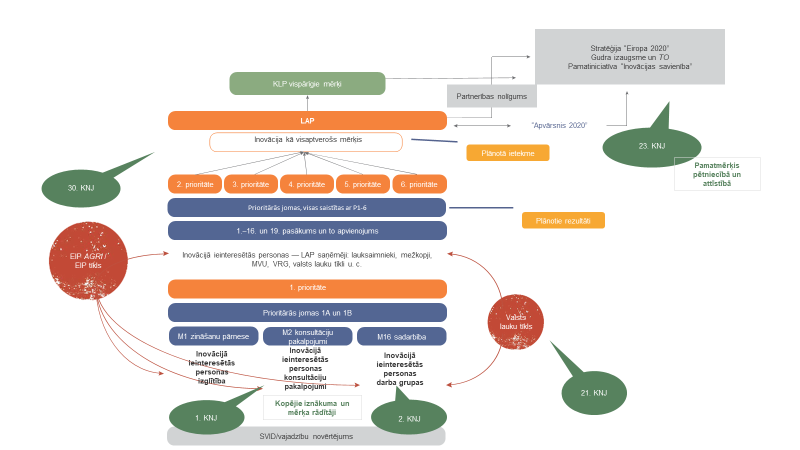 Stratēģija "Eiropa 2020"
Gudra izaugsme un TO
Pamatiniciatīva "Inovācijas savienība"
KLP vispārīgie mērķi
Partnerības nolīgums
LAP
"Apvārsnis 2020"
Inovācija kā visaptverošs mērķis
23. KNJ
Plānotā ietekme
Pamatmērķis
pētniecībā un
attīstībā
30. KNJ
2. prioritāte
3. prioritāte
4. prioritāte
5. prioritāte
6. prioritāte
Prioritārās jomas, visas saistītas ar P1-6
Plānotie rezultāti
1.–16. un 19. pasākums un to apvienojums
EIP AGRI /
EIP tīkls
Inovācijā ieinteresētās personas — LAP saņēmēji: lauksaimnieki, mežkopji,
MVU, VRG, valsts lauku tīkli u. c.
1. prioritāte
Prioritārās jomas 1A un 1B
Valsts
lauku tīkls
M1 zināšanu pārnese
M2 konsultāciju
pakalpojumi
M16 sadarbība
Inovācijā
ieinteresētās
personas
izglītība
Inovācijā
ieinteresētās
personas
konsultāciju
pakalpojumi
Inovācijā
ieinteresētās
personas
darba grupas
21. KNJ
Kopējie iznākuma un
mērķa rādītāji
1. KNJ
2. KNJ
SVID/vajadzību novērtējums